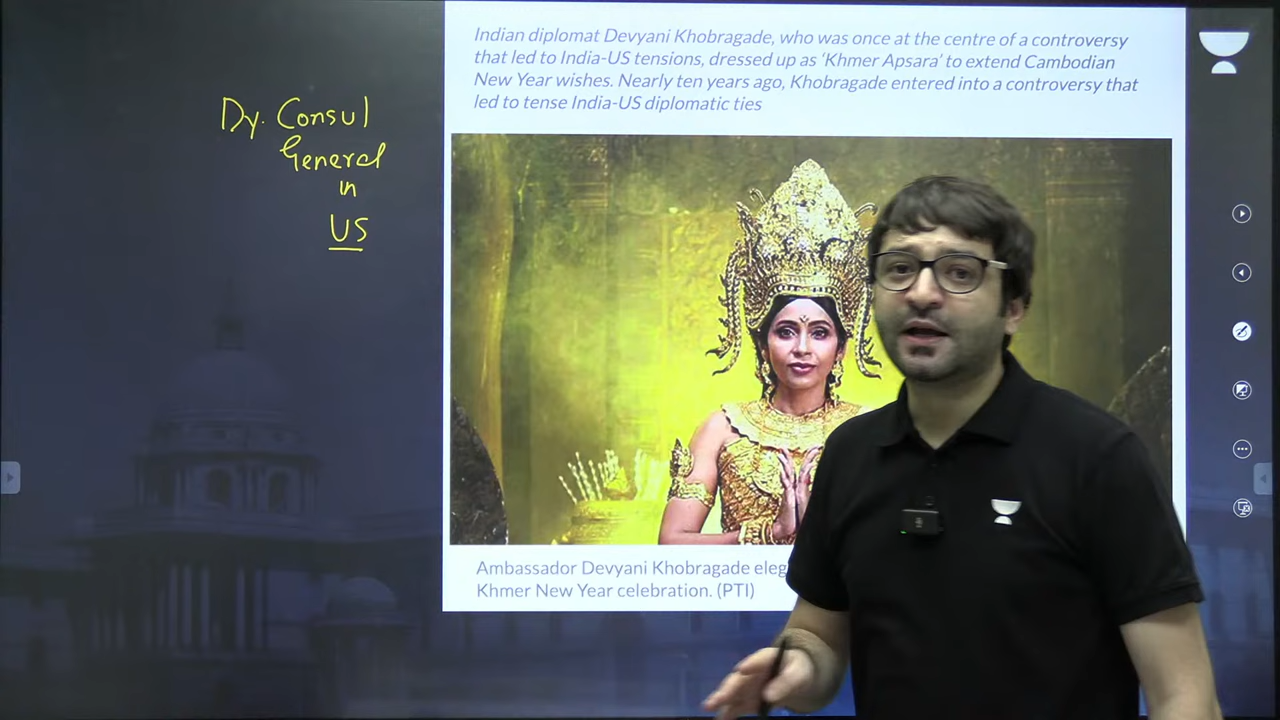 Dy. Consul
General
in
US
Indian diplomat Devyani Khobragade, who was once at the centre of a controversy
that led to India-US tensions, dressed up as ‘Khmer Apsara’ to extend Cambodian
New Year wishes. Nearly ten years ago, Khobragade entered into a controversy that
led to tense India-US diplomatic ties
Ambassador Devyani Khobragade eleg
Khmer New Year celebration. (PTI)